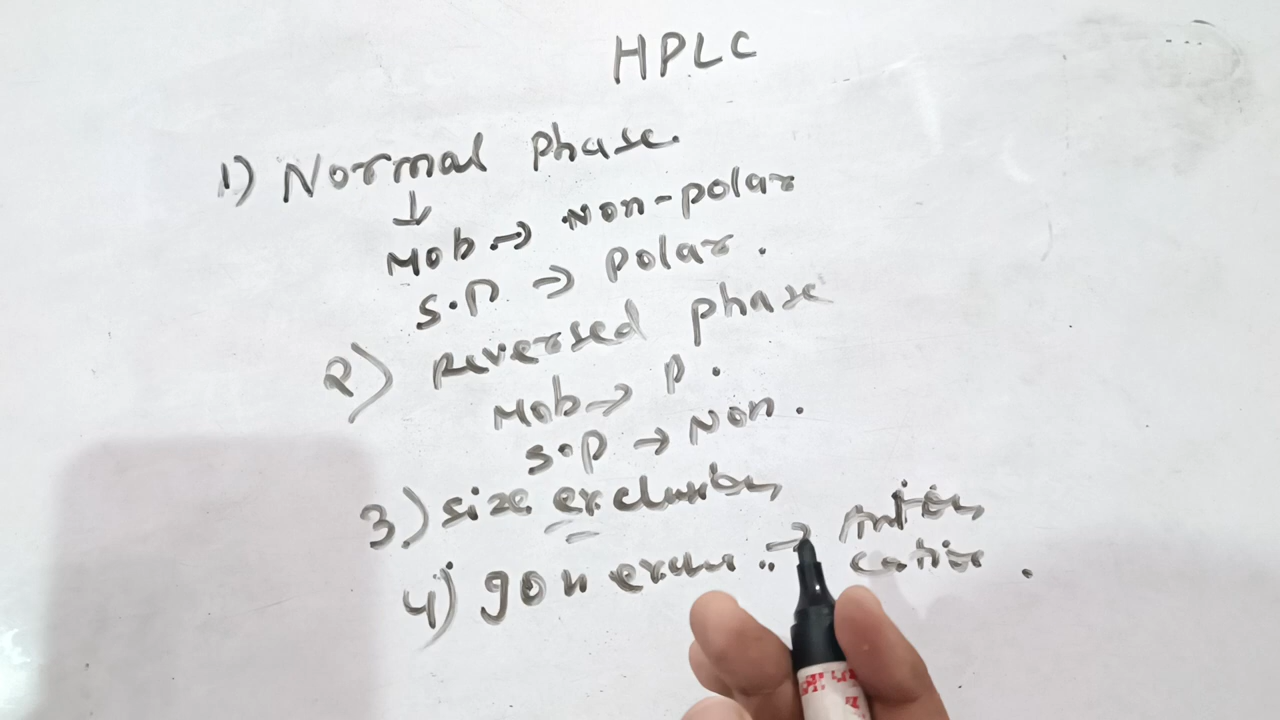 HPLC
1) Normal phase.
↓
Mob → Non-polar
S.P → polar.
2) Reversed phase
Mob → P.
S.P → Non.
3) size exclusion
4) Ion → Anion
cation.